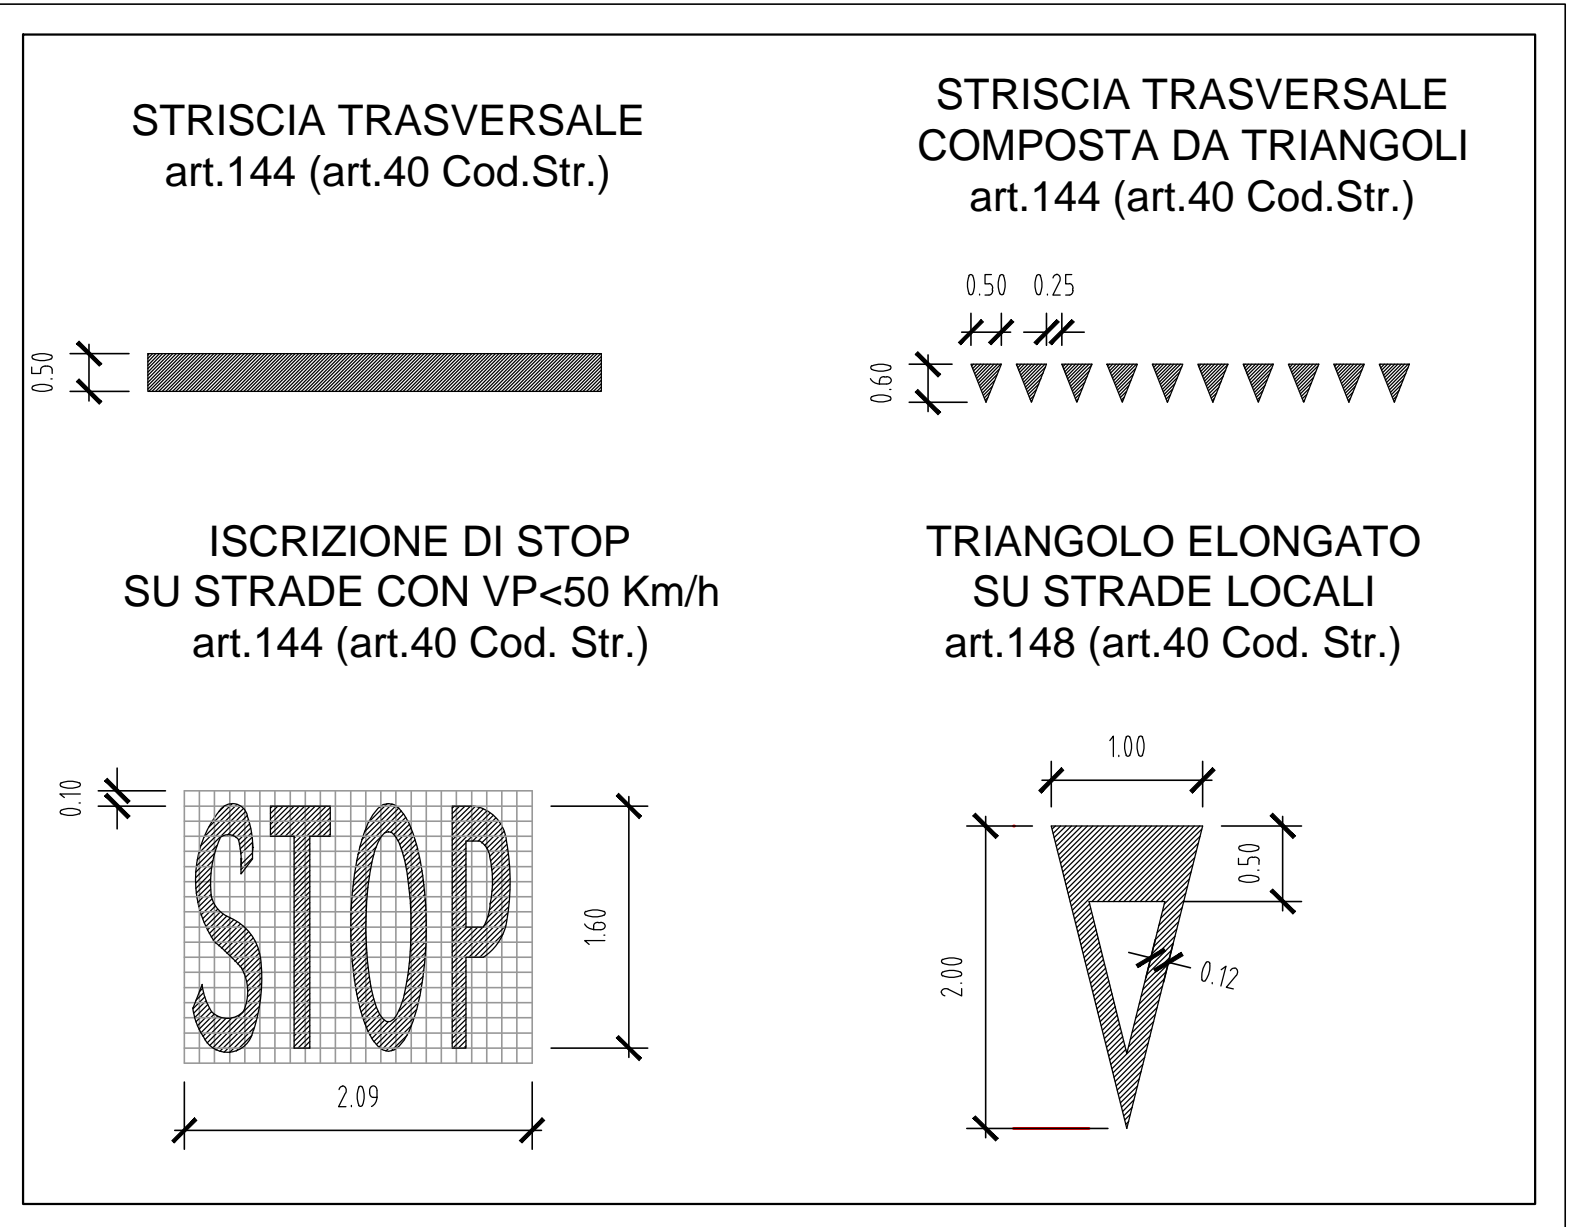 STRISCIA TRASVERSALE
art.144 (art.40 Cod.Str.)
0.50
STRISCIA TRASVERSALE
COMPOSTA DA TRIANGOLI
art.144 (art.40 Cod.Str.)
0.50 0.25
0.60
ISCRIZIONE DI STOP
SU STRADE CON VP<50 Km/h
art.144 (art.40 Cod. Str.)
0.10
STOP
1.60
2.09
TRIANGOLO ELONGATO
SU STRADE LOCALI
art.148 (art.40 Cod. Str.)
1.00
0.50
2.00
0.12